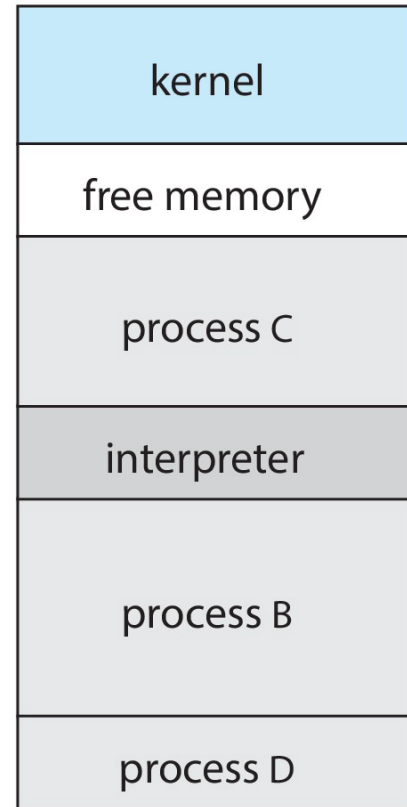 kernel
free memory
process C
interpreter
process B
process D